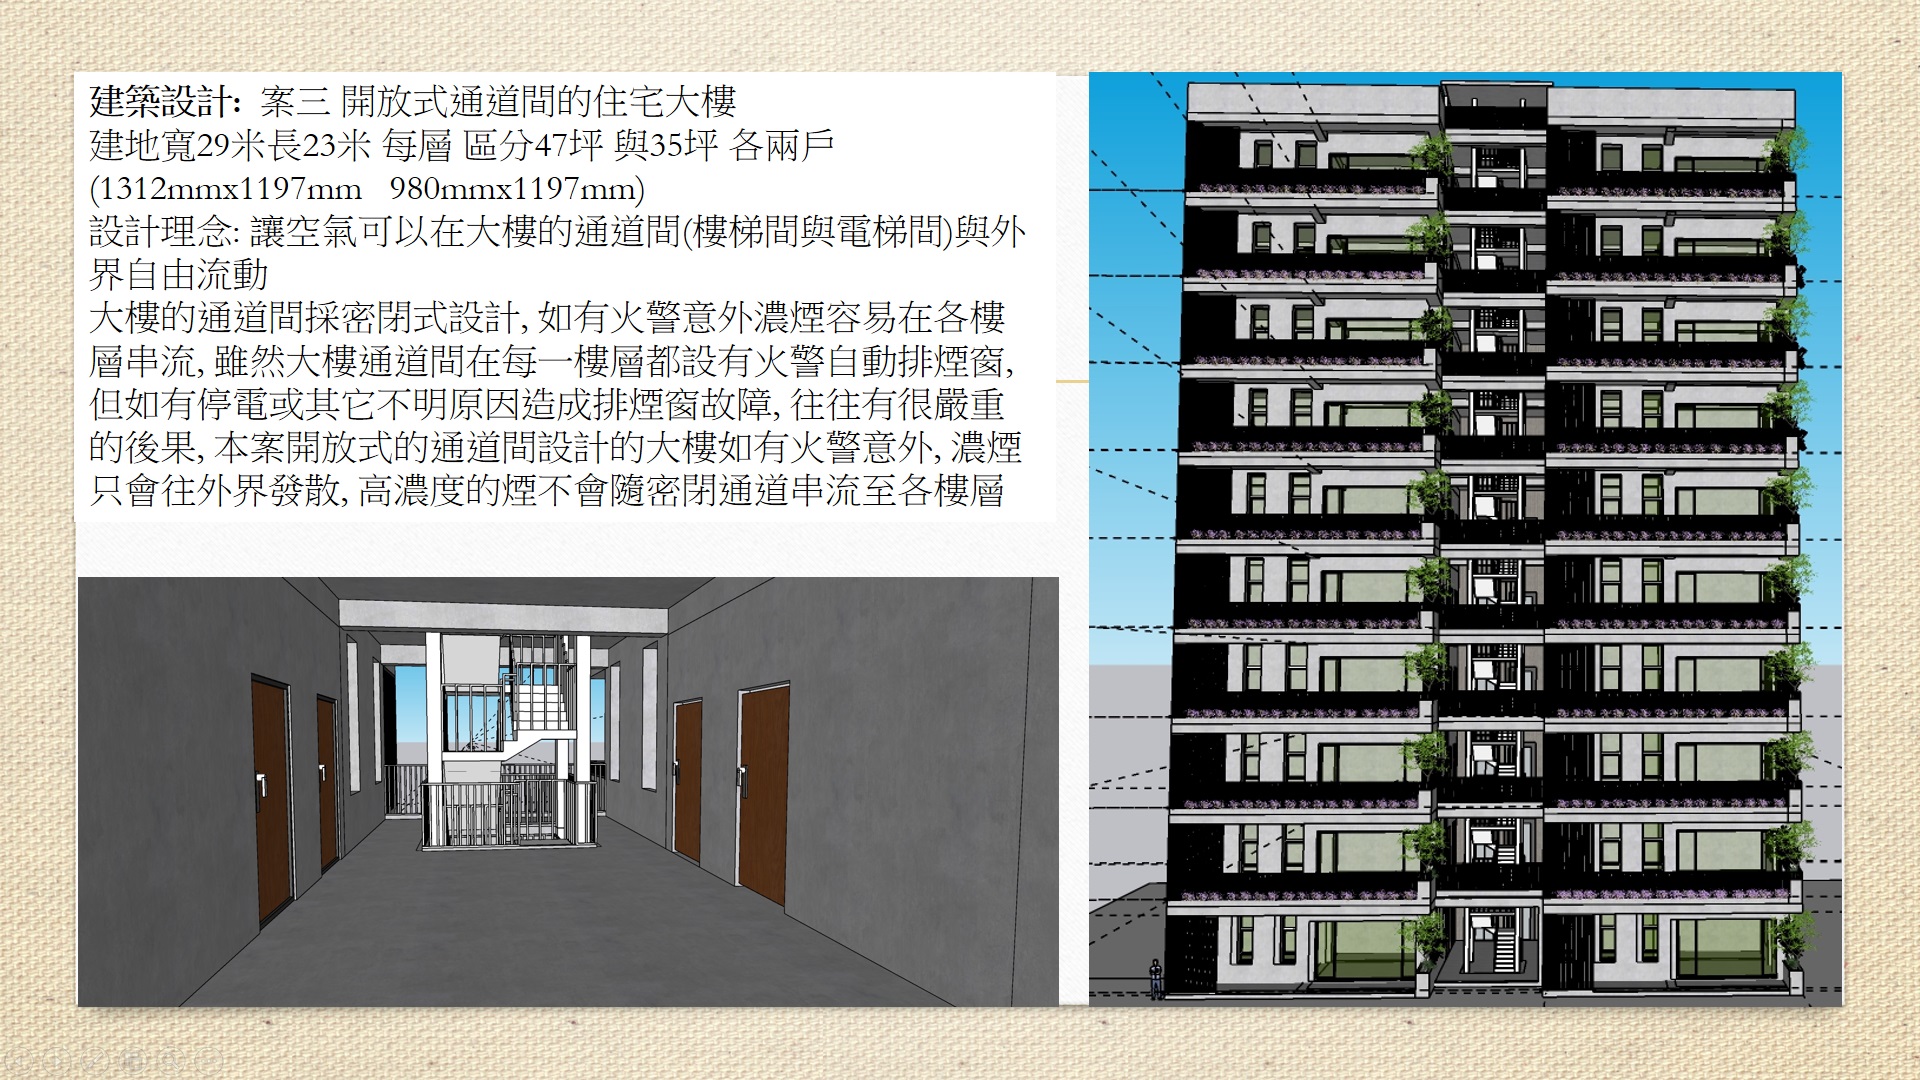 建築設計: 案三 開放式通道間的住宅大樓
建地寬29米長23米 每層 區分47坪 與35坪 各兩戶
(1312mmx1197mm 980mmx1197mm)
設計理念: 讓空氣可以在大樓的通道間(樓梯間與電梯間)與外
界自由流動
大樓的通道間採密閉式設計, 如有火警意外濃煙容易在各樓
層串流, 雖然大樓通道間在每一樓層都設有火警自動排煙窗,
但如有停電或其它不明原因造成排煙窗故障, 往往有很嚴重
的後果, 本案開放式的通道間設計的大樓如有火警意外, 濃煙
只會往外界發散, 高濃度的煙不會隨密閉通道串流至各樓層